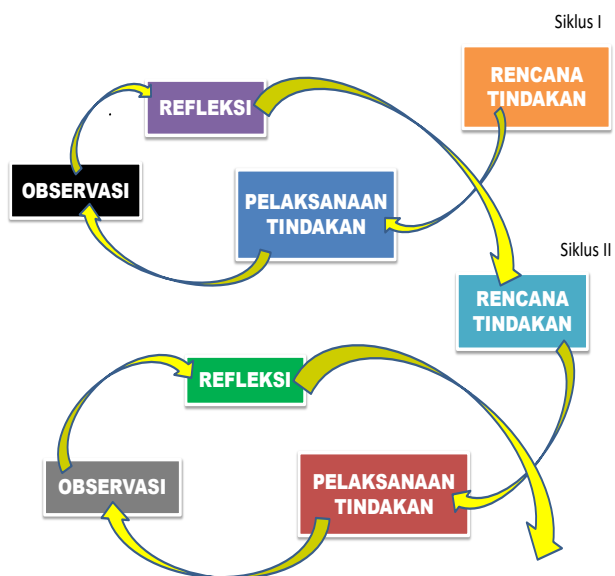 Siklus I
RENCANA
TINDAKAN
REFLEKSI
OBSERVASI
PELAKSANAAN
TINDAKAN
Siklus II
RENCANA
TINDAKAN
REFLEKSI
OBSERVASI
PELAKSANAAN
TINDAKAN